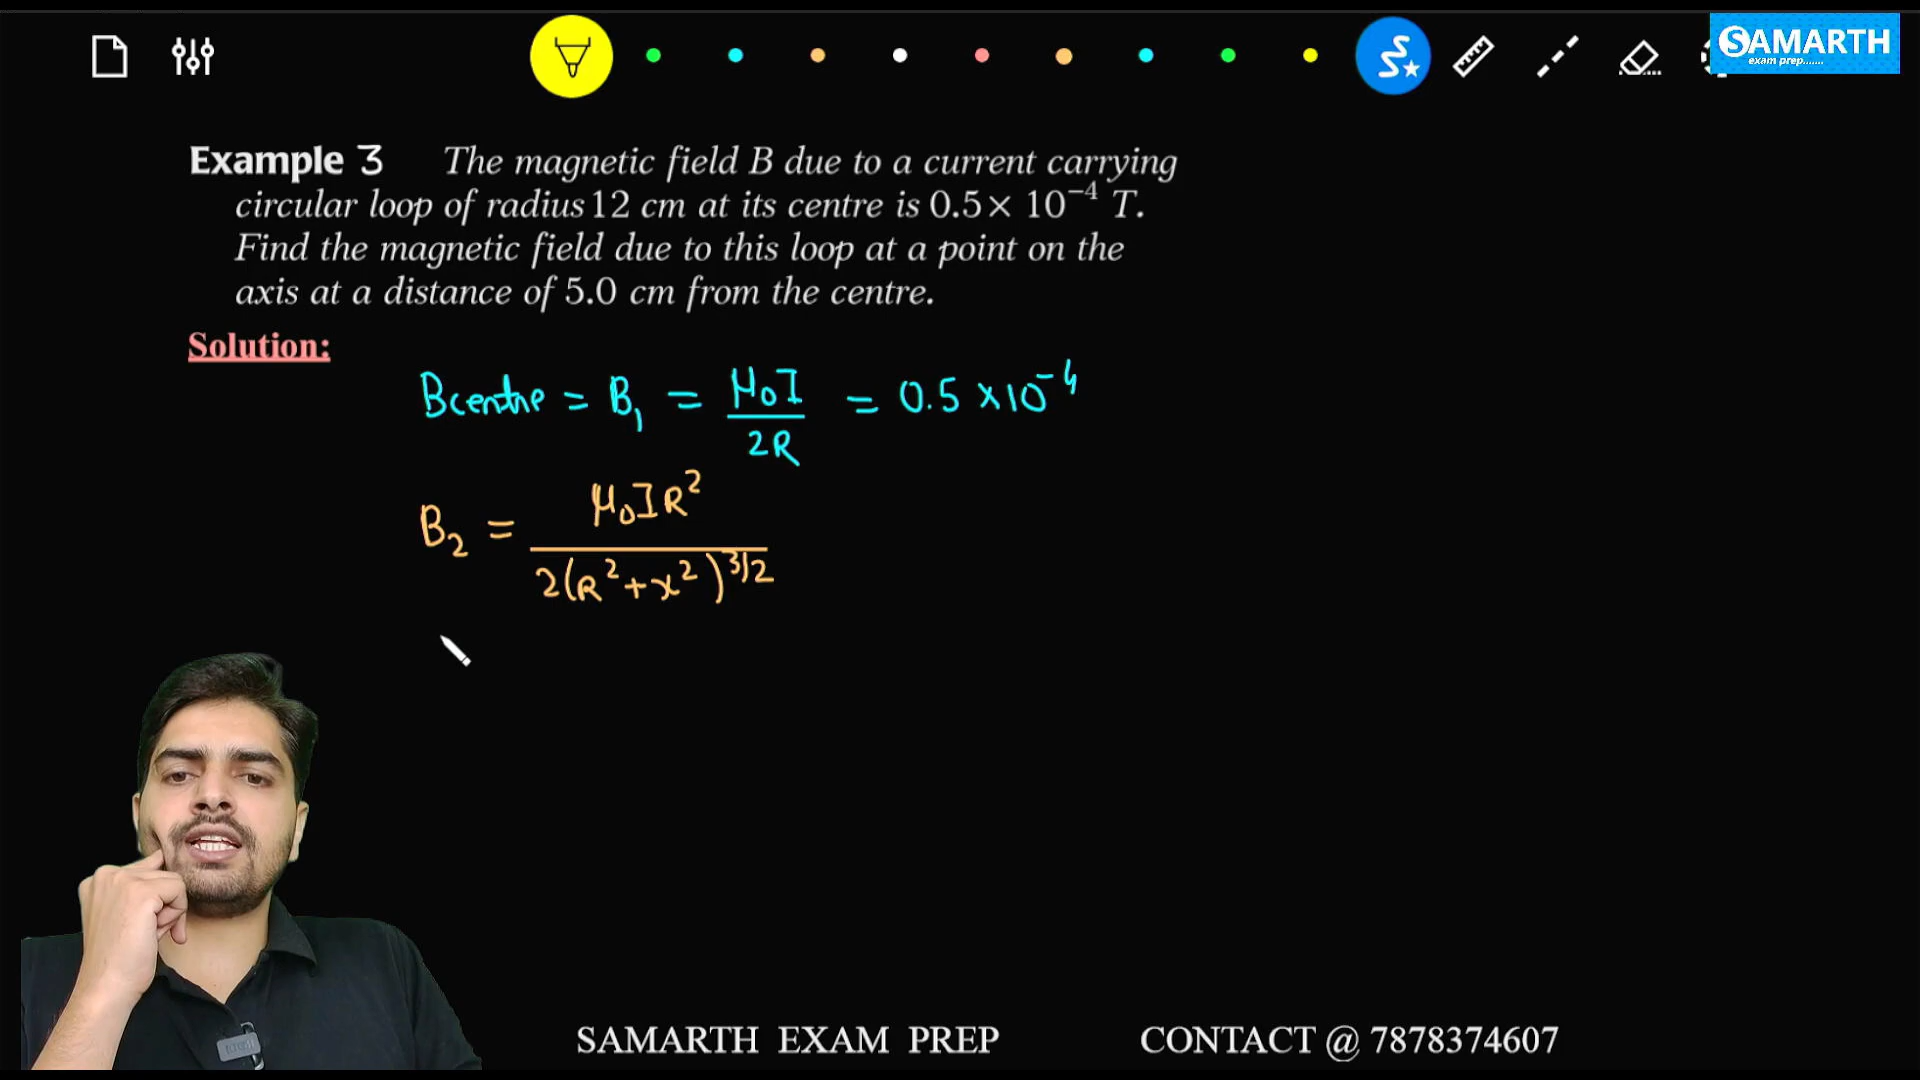 SAMARTH
exam prep.......
Example 3 The magnetic field B due to a current carrying
circular loop of radius 12 cm at its centre is 0.5 × 10⁻⁴ T.
Find the magnetic field due to this loop at a point on the
axis at a distance of 5.0 cm from the centre.
Solution:
Bcentre = B₁ = μ₀I / 2R = 0.5 × 10⁻⁴
B₂ = μ₀IR² / 2(R² + x²)^3/2
SAMARTH EXAM PREP CONTACT @ 7878374607